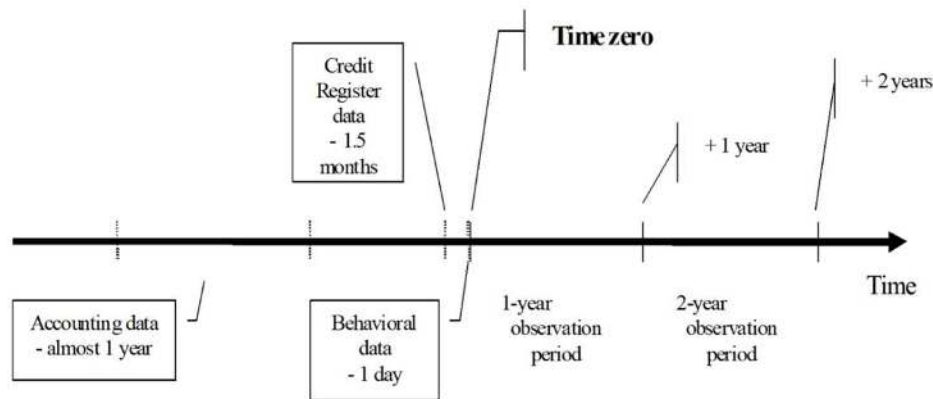 Time zero
Credit
Register
data
- 1.5
months
+ 2 years
+ 1 year
Time
Accounting data
- almost 1 year
Behavioral
data
- 1 day
1-year
observation
period
2-year
observation
period